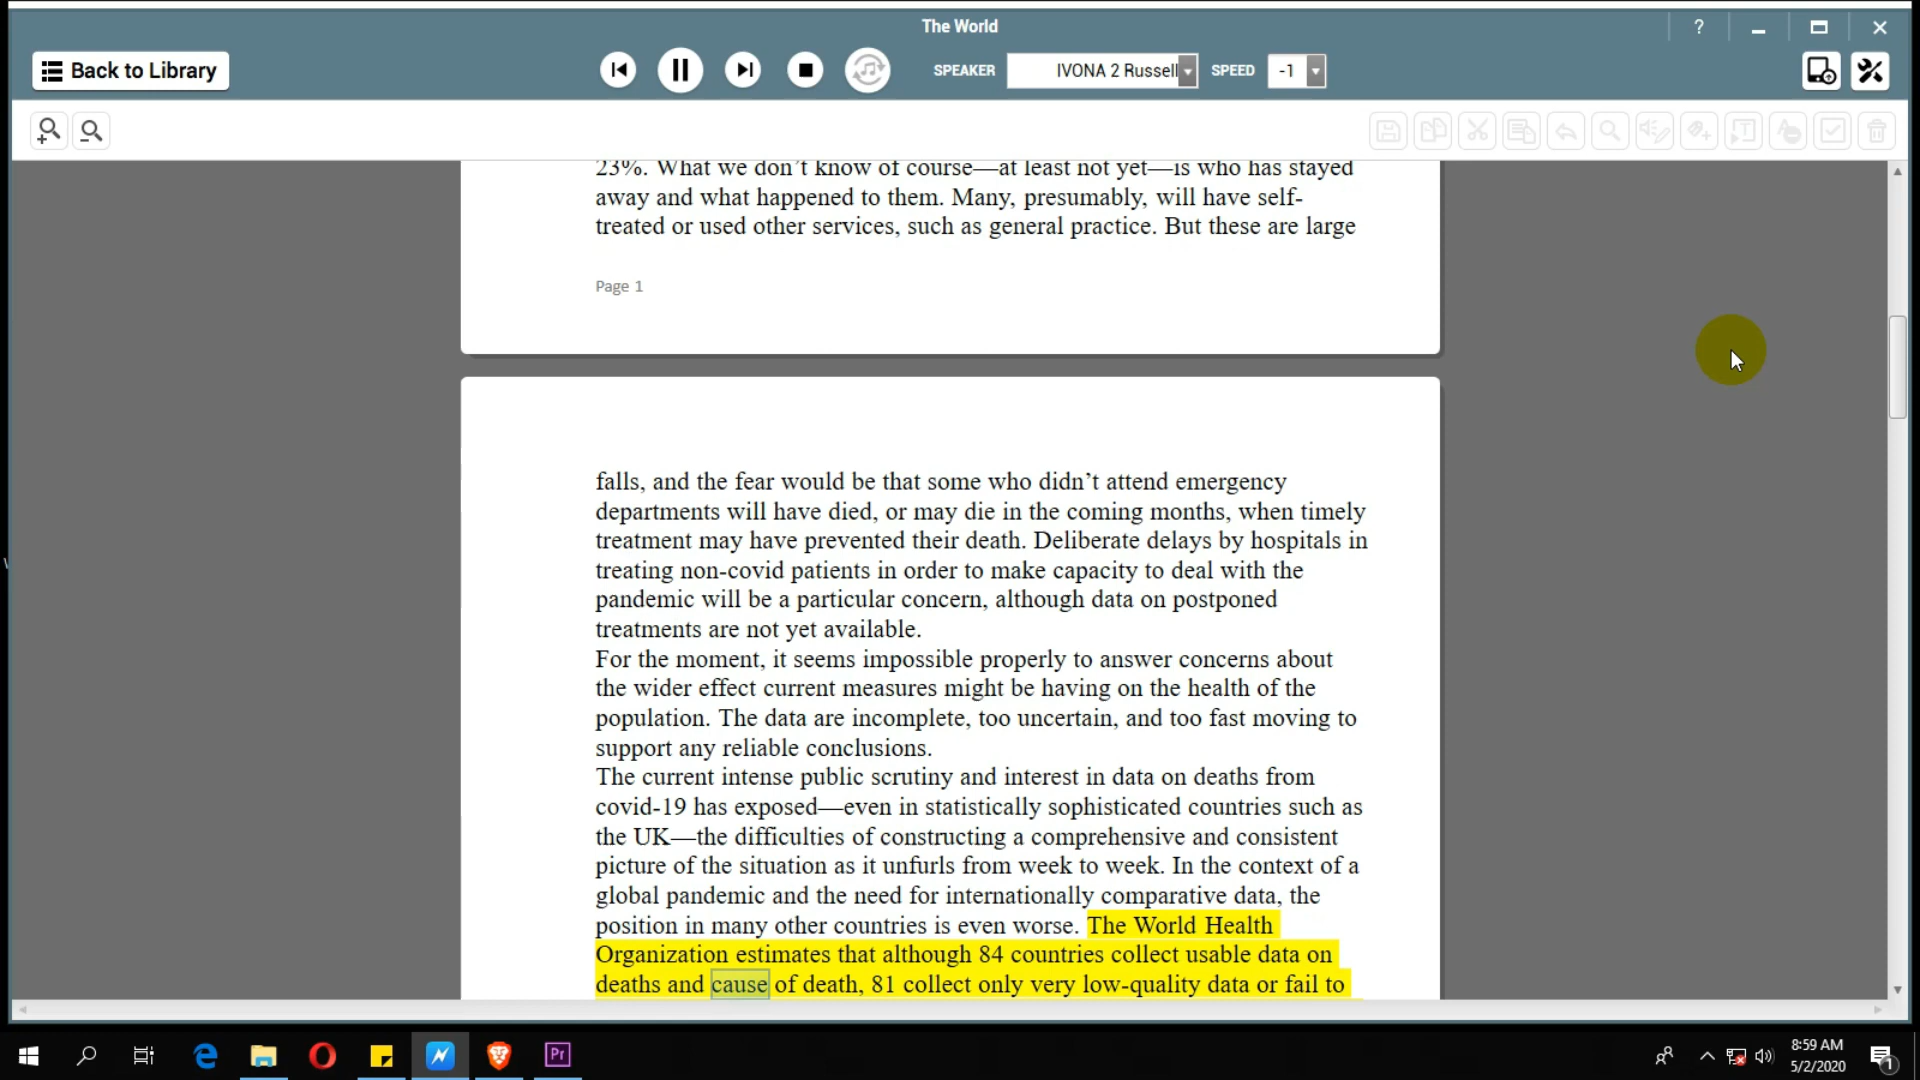 The World
?
Back to Library
SPEAKER
IVONA 2 Russell
SPEED
-1
23%. What we don’t know of course—at least not yet—is who has stayed
away and what happened to them. Many, presumably, will have self-
treated or used other services, such as general practice. But these are large
Page 1
falls, and the fear would be that some who didn’t attend emergency
departments will have died, or may die in the coming months, when timely
treatment may have prevented their death. Deliberate delays by hospitals in
treating non-covid patients in order to make capacity to deal with the
pandemic will be a particular concern, although data on postponed
treatments are not yet available.
For the moment, it seems impossible properly to answer concerns about
the wider effect current measures might be having on the health of the
population. The data are incomplete, too uncertain, and too fast moving to
support any reliable conclusions.
The current intense public scrutiny and interest in data on deaths from
covid-19 has exposed—even in statistically sophisticated countries such as
the UK—the difficulties of constructing a comprehensive and consistent
picture of the situation as it unfurls from week to week. In the context of a
global pandemic and the need for internationally comparative data, the
position in many other countries is even worse. The World Health
Organization estimates that although 84 countries collect usable data on
deaths and cause of death, 81 collect only very low-quality data or fail to
Pr
8:59 AM
5/2/2020
1